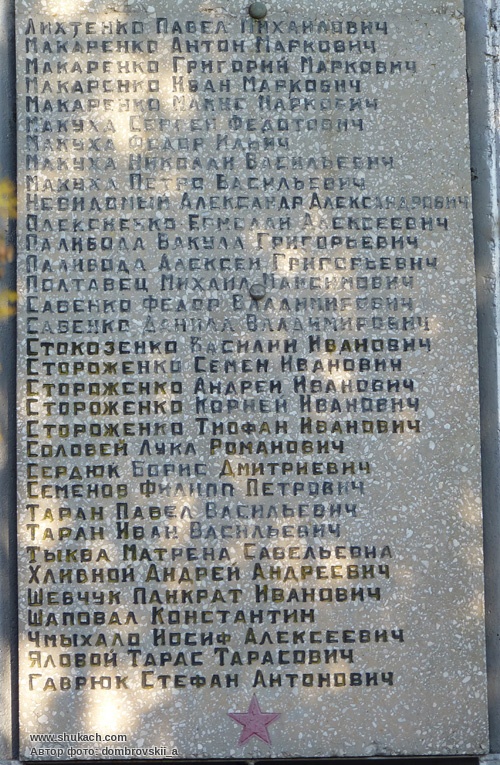 Лихтенко Павел Михайлович
Макаренко Антон Маркович
Макаренко Григорий Маркович
Макаренко Иван Маркович
Макаренко Макис Маркович
Макуха Сергей Федотович
Макуха Федор Ильич
Макуха Николай Васильевич
Макуха Петро Васильевич
Невидомый Александр Александрович
Олексиенко Ермолай Алексеевич
Паливода Вакула Григорьевич
Паливода Алексей Григорьевич
Полтавец Михаил Максимович
Савенко Федор Владимирович
Савенко Данила Владимирович
Стокозенко Василий Иванович
Стороженко Семен Иванович
Стороженко Андрей Иванович
Стороженко Корней Иванович
Стороженко Тиофан Иванович
Соловей Лука Романович
Сердюк Борис Дмитриевич
Семенов Филипп Петрович
Таран Павел Васильевич
Таран Иван Васильевич
Тыква Матрена Савельевна
Хливной Андрей Андреевич
Шевчук Панкрат Иванович
Шаповал Константин
Чмыхало Иосиф Алексеевич
Яловой Тарас Тарасович
Гаврюк Стефан Антонович
www.shukach.com
Автор фото: dombrovskii_a